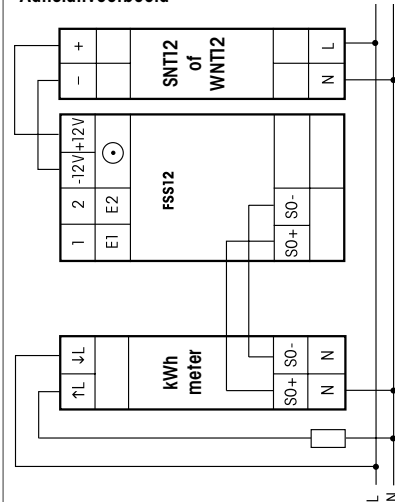 Aansluitvoorbeeld
↑L ↓L
kWh
meter
S0+ S0-
N N
1 2 -12V +12V
E1 E2
FSS12
S0+ S0-
- +
SNT12
of
WNT12
N L
L
N